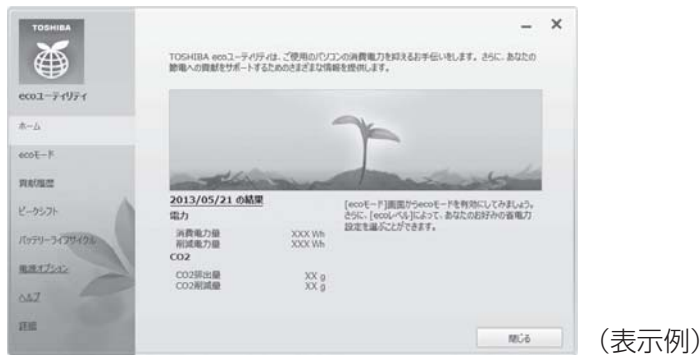 TOSHIBA
ecoユーティリティ
ホーム
ecoモード
貢献履歴
ピークシフト
バッテリーライフサイクル
電源オプション
ヘルプ
詳細
TOSHIBA ecoユーティリティは、ご使用のパソコンの消費電力を抑えるお手伝いをします。さらに、あなたの
節電への貢献をサポートするためのさまざまな情報を提供します。
2013/05/21 の結果
電力
消費電力量 XXX Wh
削減電力量 XXX Wh
CO2
CO2排出量 XX g
CO2削減量 XX g
[ecoモード]画面からecoモードを有効にしてみましょう。
さらに、[ecoレベル]によって、あなたのお好みの省電力
設定を選ぶことができます。
閉じる
（表示例）